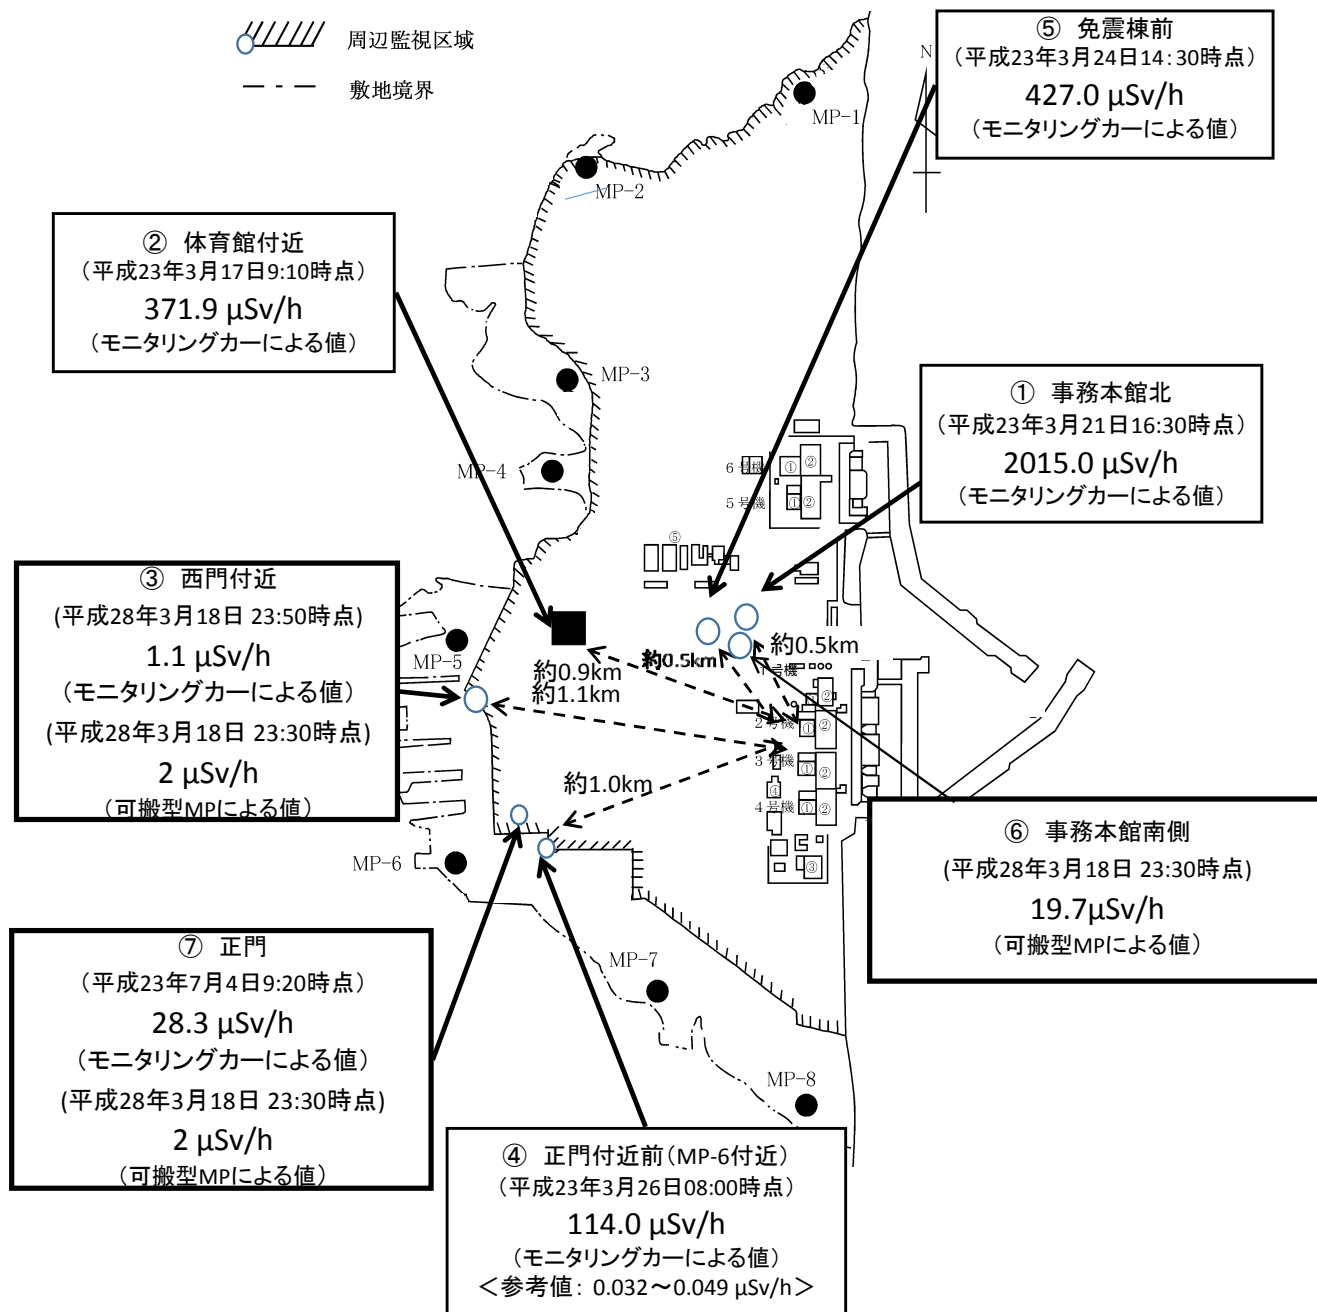 周辺監視区域
敷地境界
⑤ 免震棟前
（平成23年3月24日14：30時点）
427.0 μSv/h
（モニタリングカーによる値）
N
MP-1
MP-2
② 体育館付近
（平成23年3月17日9:10時点）
371.9 μSv/h
（モニタリングカーによる値）
MP-3
① 事務本館北
（平成23年3月21日16:30時点）
2015.0 μSv/h
（モニタリングカーによる値）
MP-4
6号機
①
②
5号機
①
②
⑤
③ 西門付近
(平成28年3月18日 23:50時点)
1.1 μSv/h
（モニタリングカーによる値）
(平成28年3月18日 23:30時点)
2 μSv/h
（可搬型MPによる値）
MP-5
約0.9km
約1.1km
約0.5km
約0.5km
1号機
②
2号機
①
②
3号機
①
②
④
4号機
①
②
③
約1.0km
MP-6
⑥ 事務本館南側
(平成28年3月18日 23:30時点)
19.7μSv/h
（可搬型MPによる値）
⑦ 正門
（平成23年7月4日9:20時点）
28.3 μSv/h
（モニタリングカーによる値）
(平成28年3月18日 23:30時点)
2 μSv/h
（可搬型MPによる値）
MP-7
MP-8
④ 正門付近前（MP-6付近）
（平成23年3月26日08:00時点）
114.0 μSv/h
（モニタリングカーによる値）
＜参考値： 0.032～0.049 μSv/h＞